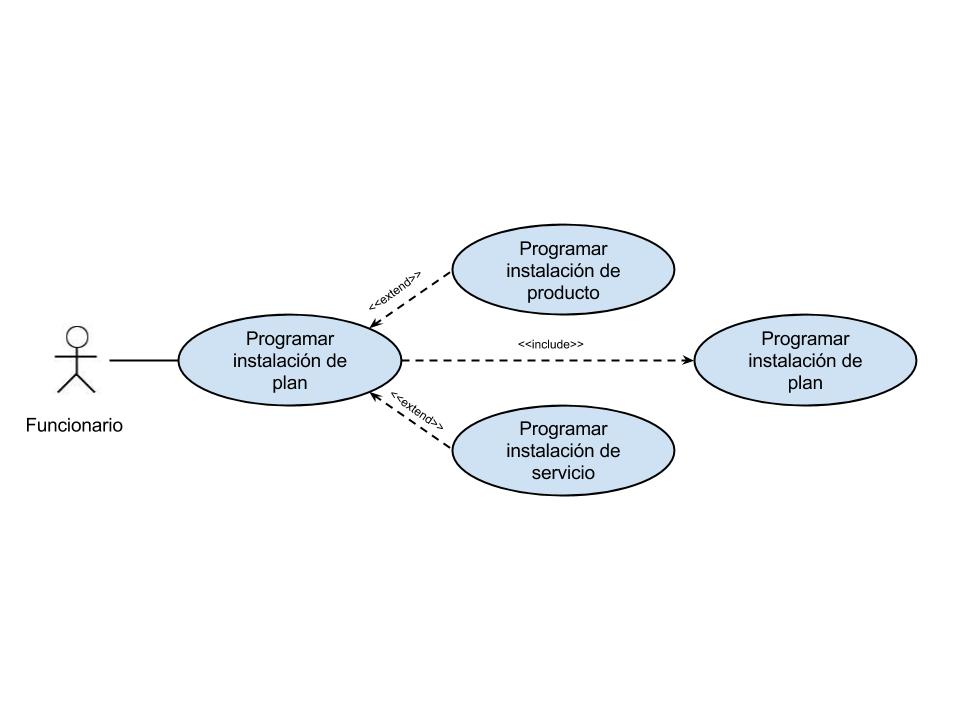 Programar
instalación de
producto
<<extend>>
Programar
instalación de
plan
<<include>>
Programar
instalación de
plan
<<extend>>
Programar
instalación de
servicio
Funcionario